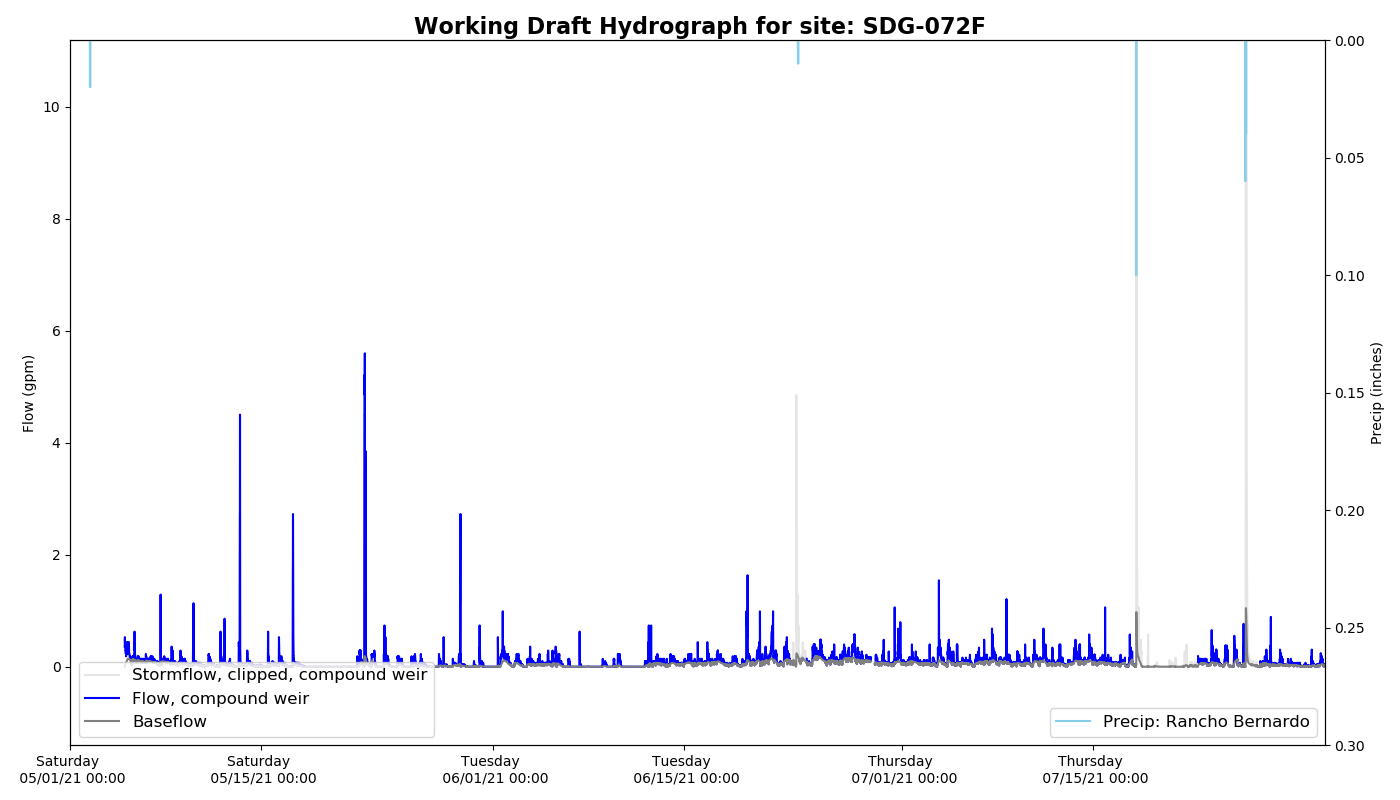 Working Draft Hydrograph for site: SDG-072F
Flow (gpm)
10
8
6
4
2
0
0.00
0.05
0.10
0.15
0.20
0.25
0.30
Precip (inches)
Stormflow, clipped, compound weir
Flow, compound weir
Baseflow
Precip: Rancho Bernardo
Saturday
05/01/21 00:00
Saturday
05/15/21 00:00
Tuesday
06/01/21 00:00
Tuesday
06/15/21 00:00
Thursday
07/01/21 00:00
Thursday
07/15/21 00:00